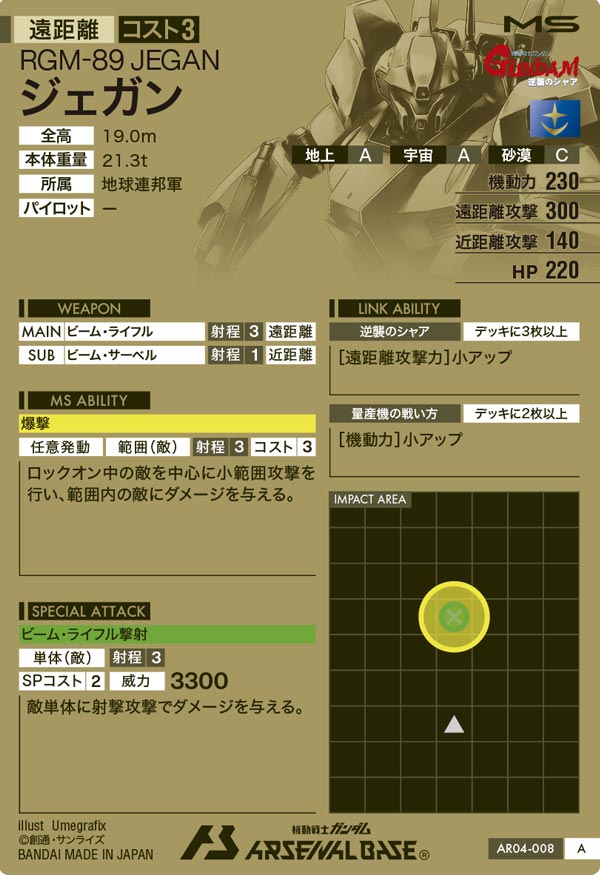 遠距離 コスト3
MS
RGM-89 JEGAN
ジェガン
機動戦士ガンダム
GUNDAM
逆襲のシャア
全高 19.0m
本体重量 21.3t
所属 地球連邦軍
パイロット ー
地上 A 宇宙 A 砂漠 C
機動力 230
遠距離攻撃 300
近距離攻撃 140
HP 220
WEAPON
MAIN ビーム・ライフル 射程 3 遠距離
SUB ビーム・サーベル 射程 1 近距離
MS ABILITY
爆撃
任意発動 範囲(敵) 射程 3 コスト 3
ロックオン中の敵を中心に小範囲攻撃を
行い、範囲内の敵にダメージを与える。
SPECIAL ATTACK
ビーム・ライフル撃射
単体(敵) 射程 3
SPコスト 2 威力 3300
敵単体に射撃攻撃でダメージを与える。
LINK ABILITY
逆襲のシャア デッキに3枚以上
[遠距離攻撃力]小アップ
量産機の戦い方 デッキに2枚以上
[機動力]小アップ
IMPACT AREA
illust Umegrafix
©創通・サンライズ
BANDAI MADE IN JAPAN
機動戦士ガンダム
AB ARSENAL BASE®
AR04-008 A